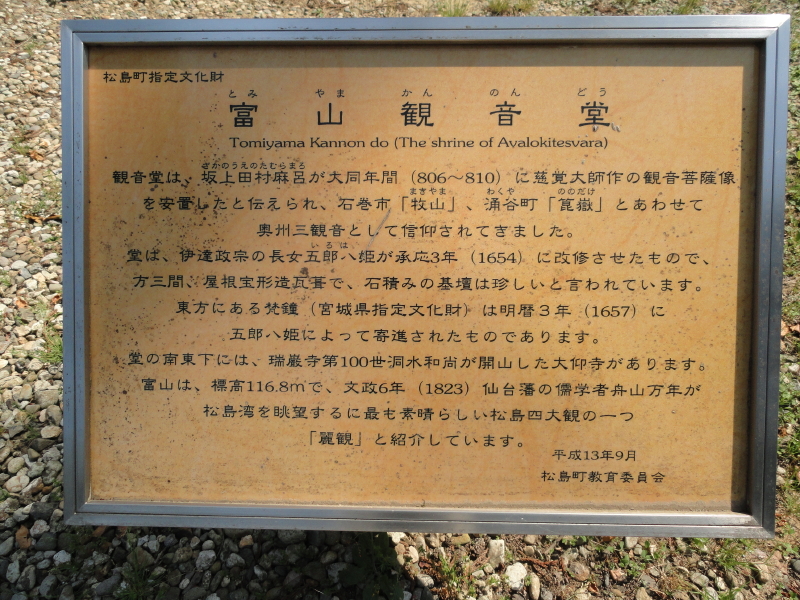 松島町指定文化財
とみ やま かん のん どう
富山観音堂
Tomiyama Kannon do (The shrine of Avalokitesvara)
さかのうえのたむらまろ
観音堂は、坂上田村麻呂が大同年間（806～810）に慈覚大師作の観音菩薩像
まきやま わくや ののだけ
を安置したと伝えられ、石巻市「牧山」、涌谷町「箟嶽」とあわせて
奥州三観音として信仰されてきました。
いろは
堂は、伊達政宗の長女五郎八姫が承応3年（1654）に改修させたもので、
方三間、屋根宝形造瓦葺で、石積みの基壇は珍しいと言われています。
東方にある梵鐘（宮城県指定文化財）は明暦３年（1657）に
五郎八姫によって寄進されたものであります。
堂の南東下には、瑞巌寺第100世洞水和尚が開山した大仰寺があります。
富山は、標高116.8mで、文政6年（1823）仙台藩の儒学者舟山万年が
松島湾を眺望するに最も素晴らしい松島四大観の一つ
「麗観」と紹介しています。
平成13年9月
松島町教育委員会